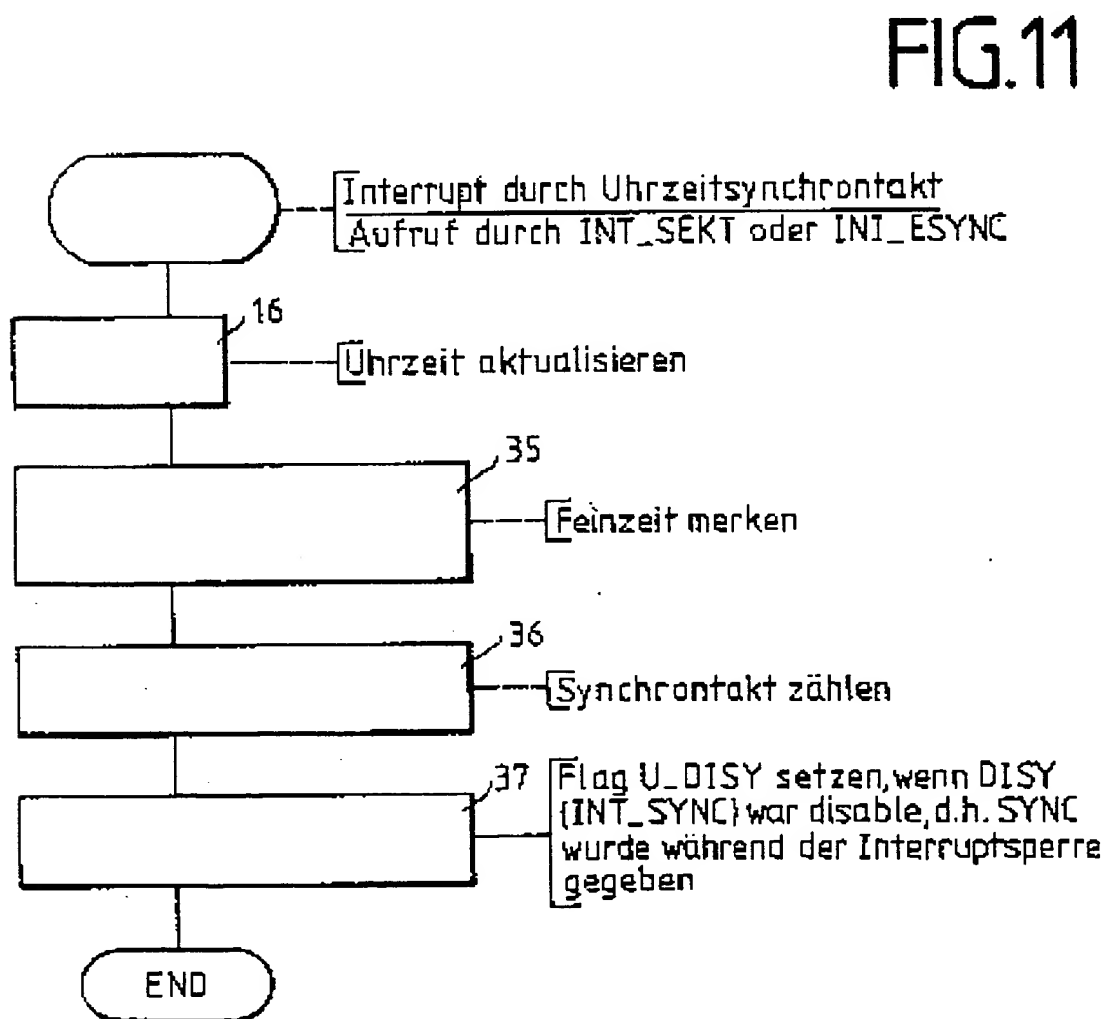 FIG.11
Interrupt durch Uhrzeitsynchrontakt
Aufruf durch INT_SEKT oder INI_ESYNC
16
Uhrzeit aktualisieren
35
Feinzeit merken
36
Synchrontakt zählen
37
Flag U_DISY setzen, wenn DISY
(INT_SYNC) war disable, d.h. SYNC
wurde während der Interruptsperre
gegeben
END